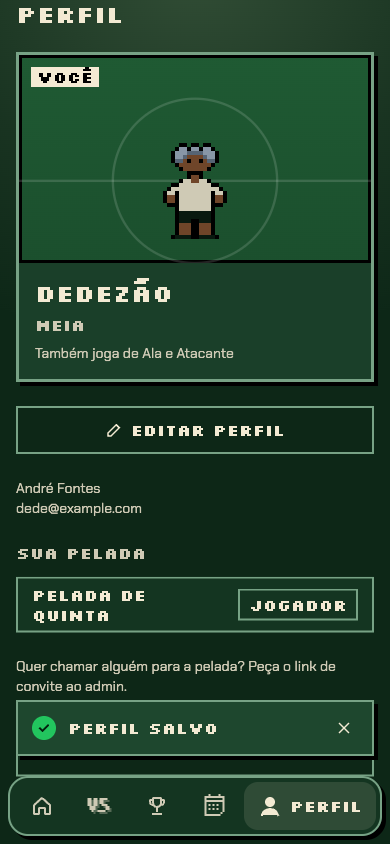 PERFIL
VOCÊ
DEDEZÃO
MEIA
Também joga de Ala e Atacante
EDITAR PERFIL
André Fontes
dede@example.com
SUA PELADA
PELADA DE
QUINTA
JOGADOR
Quer chamar alguém para a pelada? Peça o link de
convite ao admin.
PERFIL SALVO
VS
PERFIL